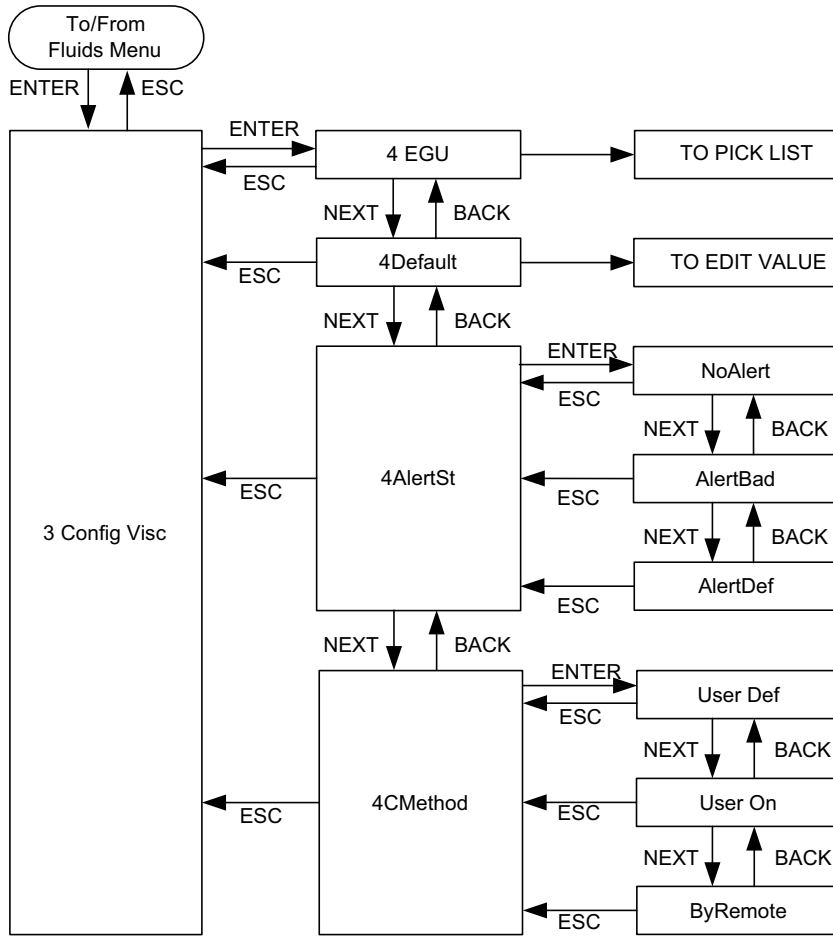 To/From
Fluids Menu
ENTER
ESC
ENTER
4 EGU
TO PICK LIST
ESC
NEXT
BACK
4Default
TO EDIT VALUE
ESC
NEXT
BACK
ENTER
NoAlert
ESC
NEXT
BACK
3 Config Visc
4AlertSt
AlertBad
ESC
ESC
NEXT
BACK
AlertDef
ESC
NEXT
BACK
ENTER
User Def
ESC
NEXT
BACK
4CMethod
User On
ESC
ESC
NEXT
BACK
ByRemote
ESC